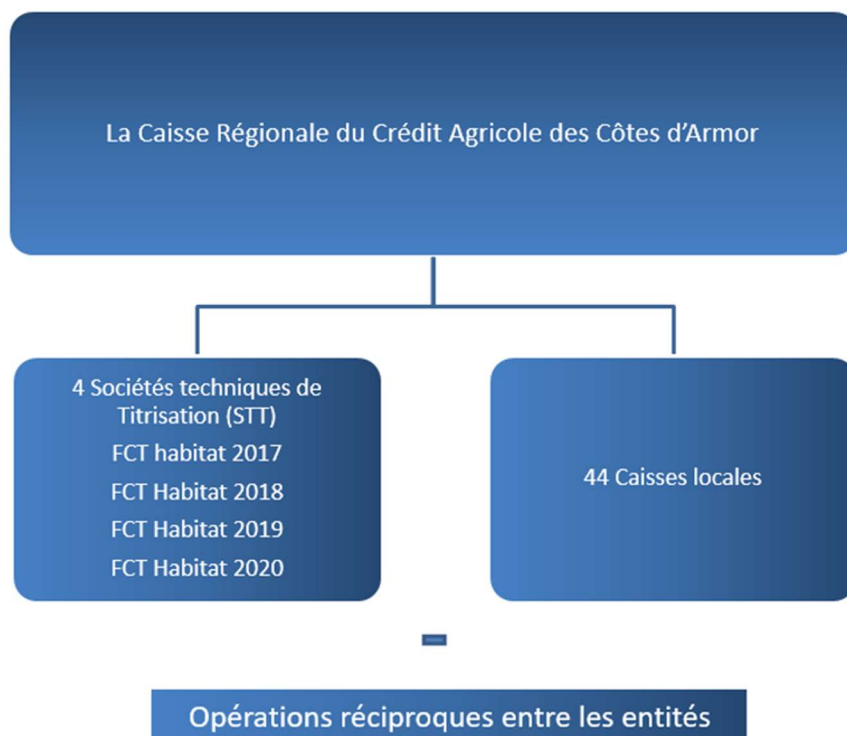 La Caisse Régionale du Crédit Agricole des Côtes d’Armor
4 Sociétés techniques de
Titrisation (STT)
FCT habitat 2017
FCT Habitat 2018
FCT Habitat 2019
FCT Habitat 2020
44 Caisses locales
-
Opérations réciproques entre les entités